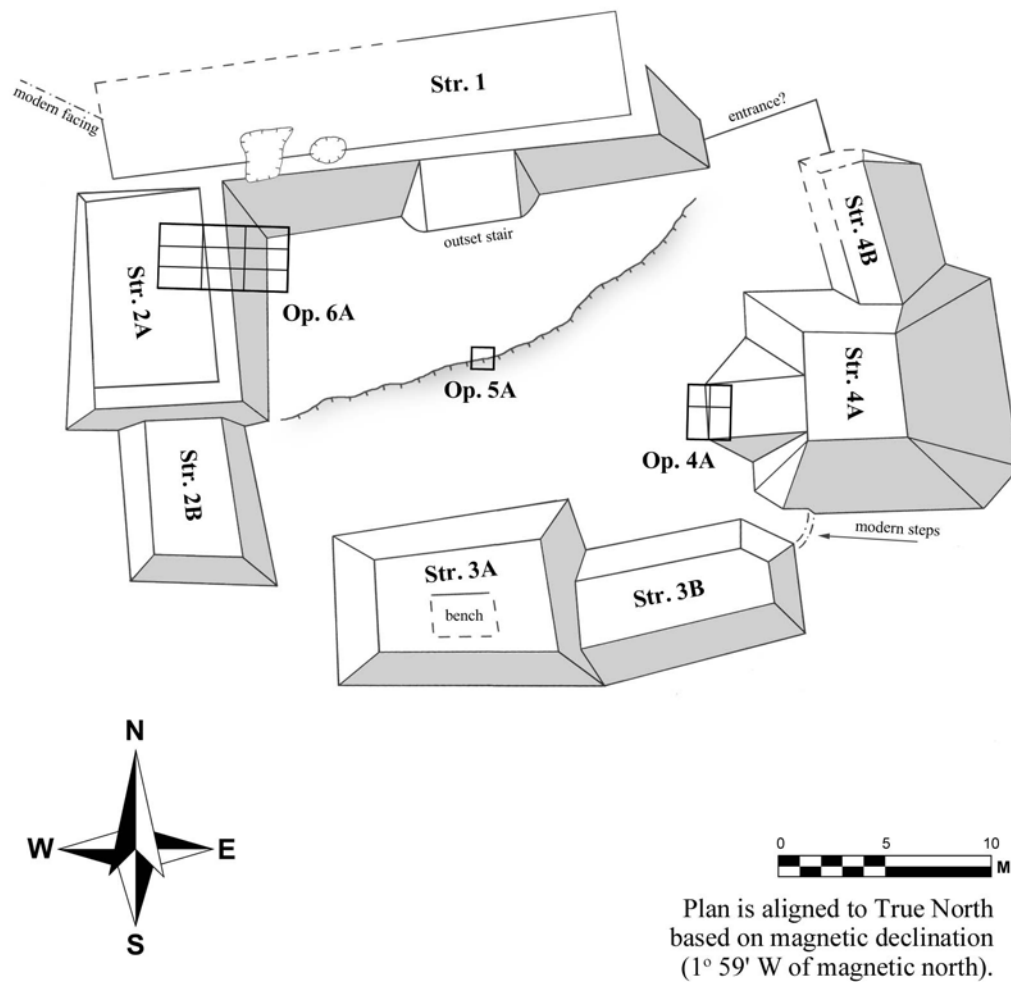 modern facing
Str. 1
entrance?
outset stair
Str. 2A
Op. 6A
Str. 4B
Op. 5A
Str. 4A
Op. 4A
Str. 2B
modern steps
Str. 3A
bench
Str. 3B
N
W
E
S
0
5
10
M
Plan is aligned to True North
based on magnetic declination
(1º 59' W of magnetic north).